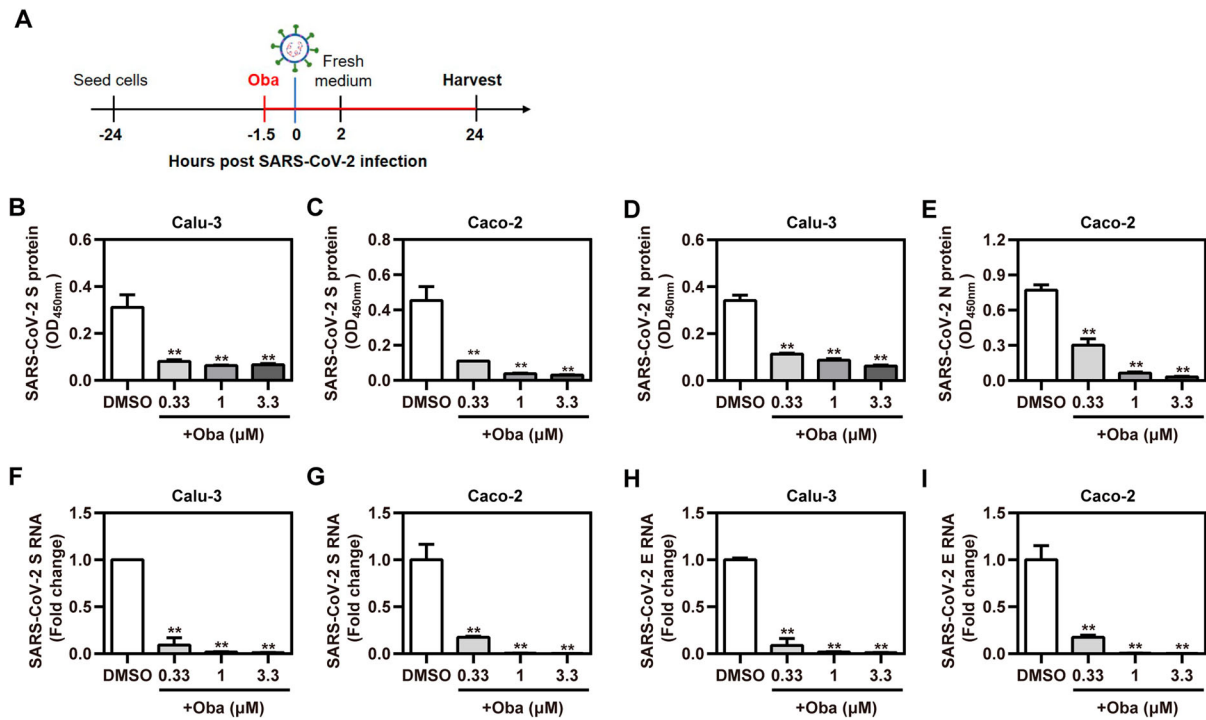 A
Seed cells
Oba
Fresh
medium
Harvest
-24
-1.5
0
2
24
Hours post SARS-CoV-2 infection
B
Calu-3
SARS-CoV-2 S protein
(OD450nm)
0.6
0.4
0.2
0.0
**
**
**
DMSO 0.33 1 3.3
+Oba (μM)
C
Caco-2
SARS-CoV-2 S protein
(OD450nm)
0.8
0.6
0.4
0.2
0.0
**
**
**
DMSO 0.33 1 3.3
+Oba (μM)
D
Calu-3
SARS-CoV-2 N protein
(OD450nm)
0.6
0.4
0.2
0.0
**
**
**
DMSO 0.33 1 3.3
+Oba (μM)
E
Caco-2
SARS-CoV-2 N protein
(OD450nm)
1.2
0.9
0.6
0.3
0.0
**
**
**
DMSO 0.33 1 3.3
+Oba (μM)
F
Calu-3
SARS-CoV-2 S RNA
(Fold change)
1.5
1.0
0.5
0.0
**
**
**
DMSO 0.33 1 3.3
+Oba (μM)
G
Caco-2
SARS-CoV-2 S RNA
(Fold change)
1.5
1.0
0.5
0.0
**
**
**
DMSO 0.33 1 3.3
+Oba (μM)
H
Calu-3
SARS-CoV-2 E RNA
(Fold change)
1.5
1.0
0.5
0.0
**
**
**
DMSO 0.33 1 3.3
+Oba (μM)
I
Caco-2
SARS-CoV-2 E RNA
(Fold change)
1.5
1.0
0.5
0.0
**
**
**
DMSO 0.33 1 3.3
+Oba (μM)